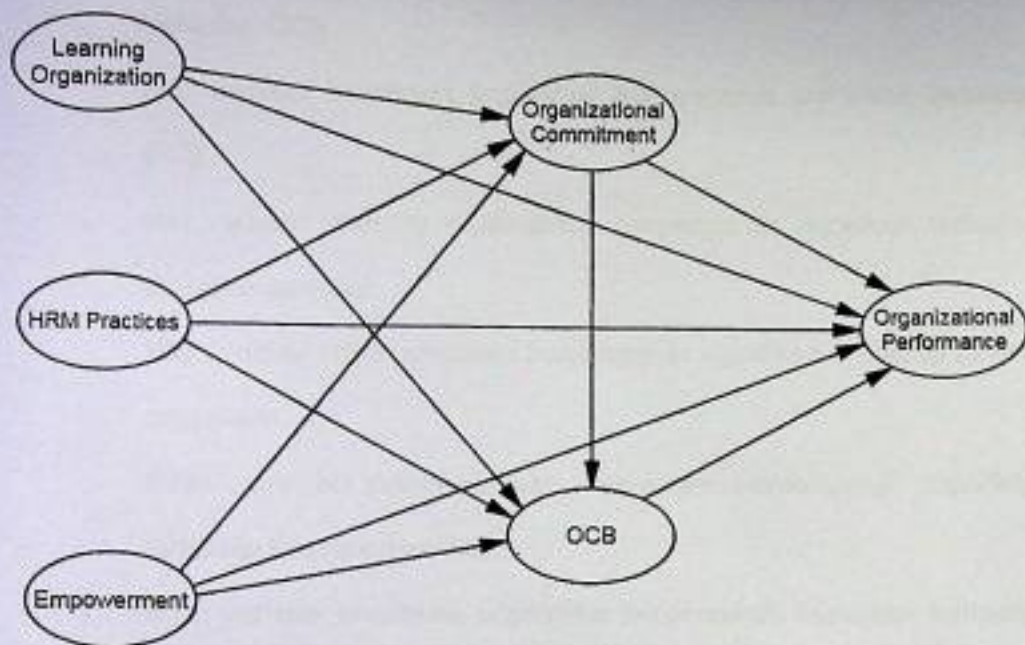 Learning
Organization
Organizational
Commitment
HRM Practices
Organizational
Performance
OCB
Empowerment